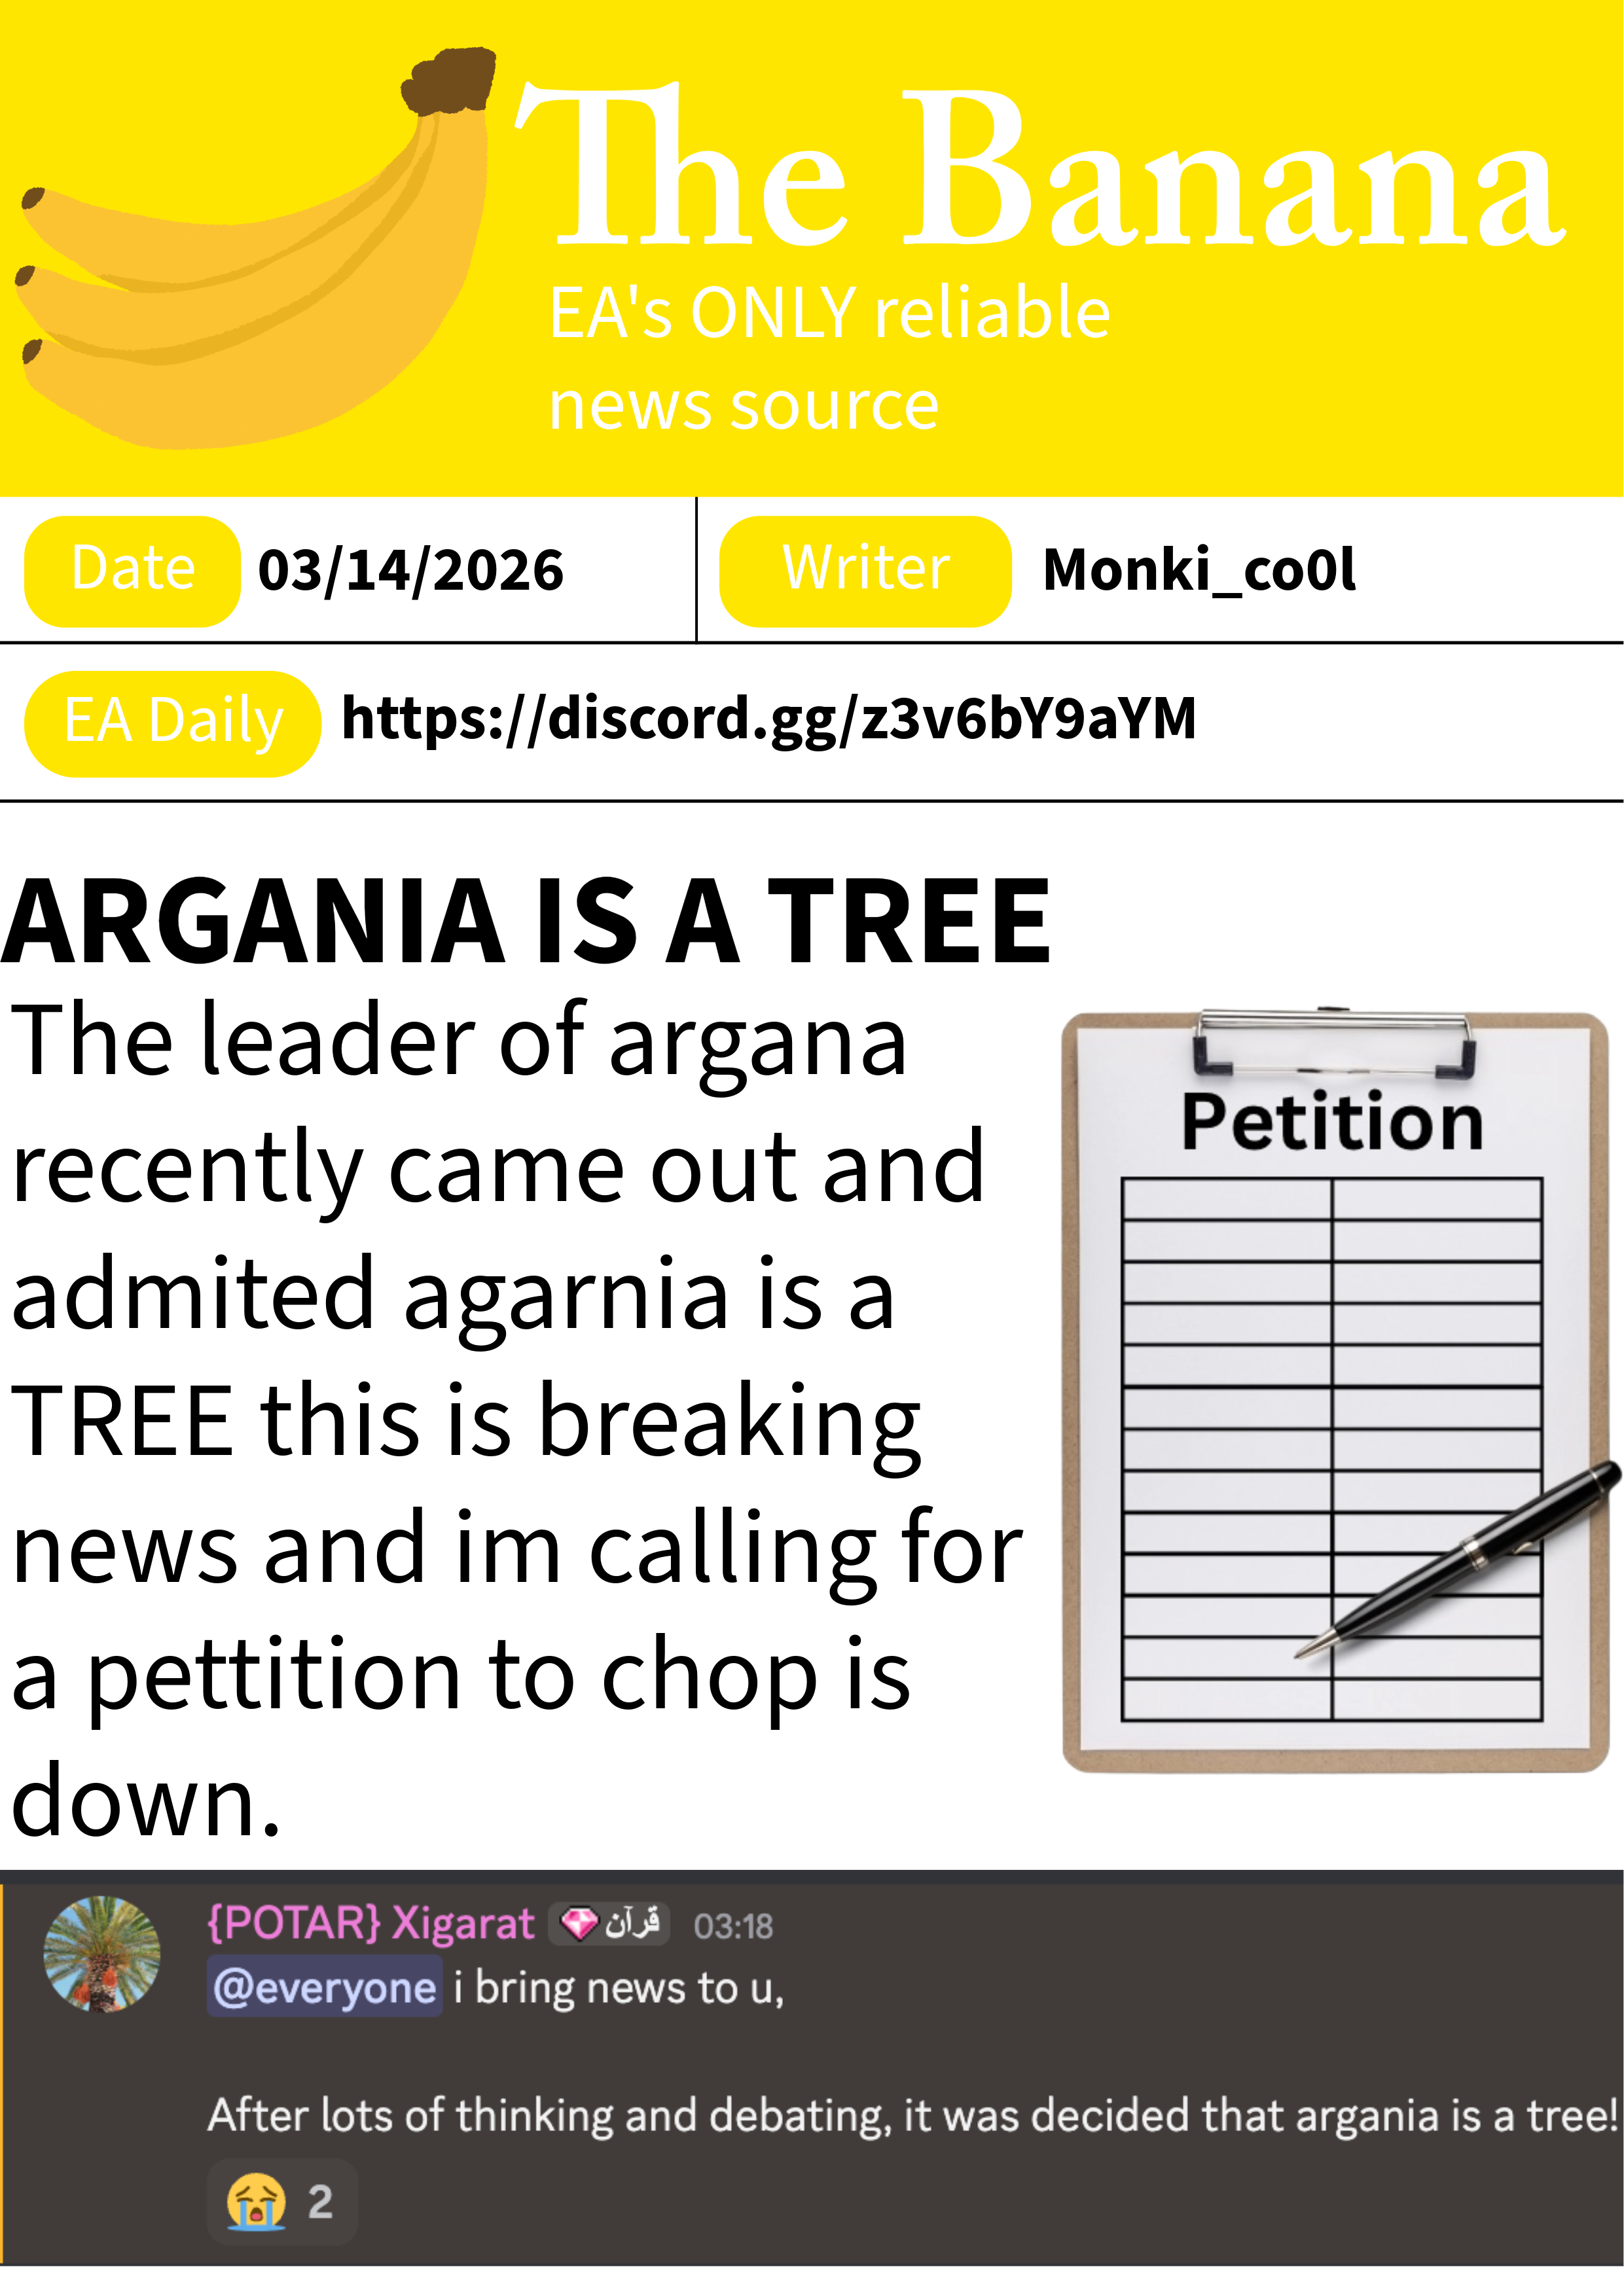 The Banana
EA's ONLY reliable
news source
Date 03/14/2026 Writer Monki_co0l
EA Daily https://discord.gg/z3v6bY9aYM
ARGANIA IS A TREE
The leader of argana
recently came out and
admited agarnia is a
TREE this is breaking
news and im calling for
a pettition to chop is
down.
Petition
{POTAR} Xigarat قرآن 03:18
@everyone i bring news to u,
After lots of thinking and debating, it was decided that argania is a tree!
2